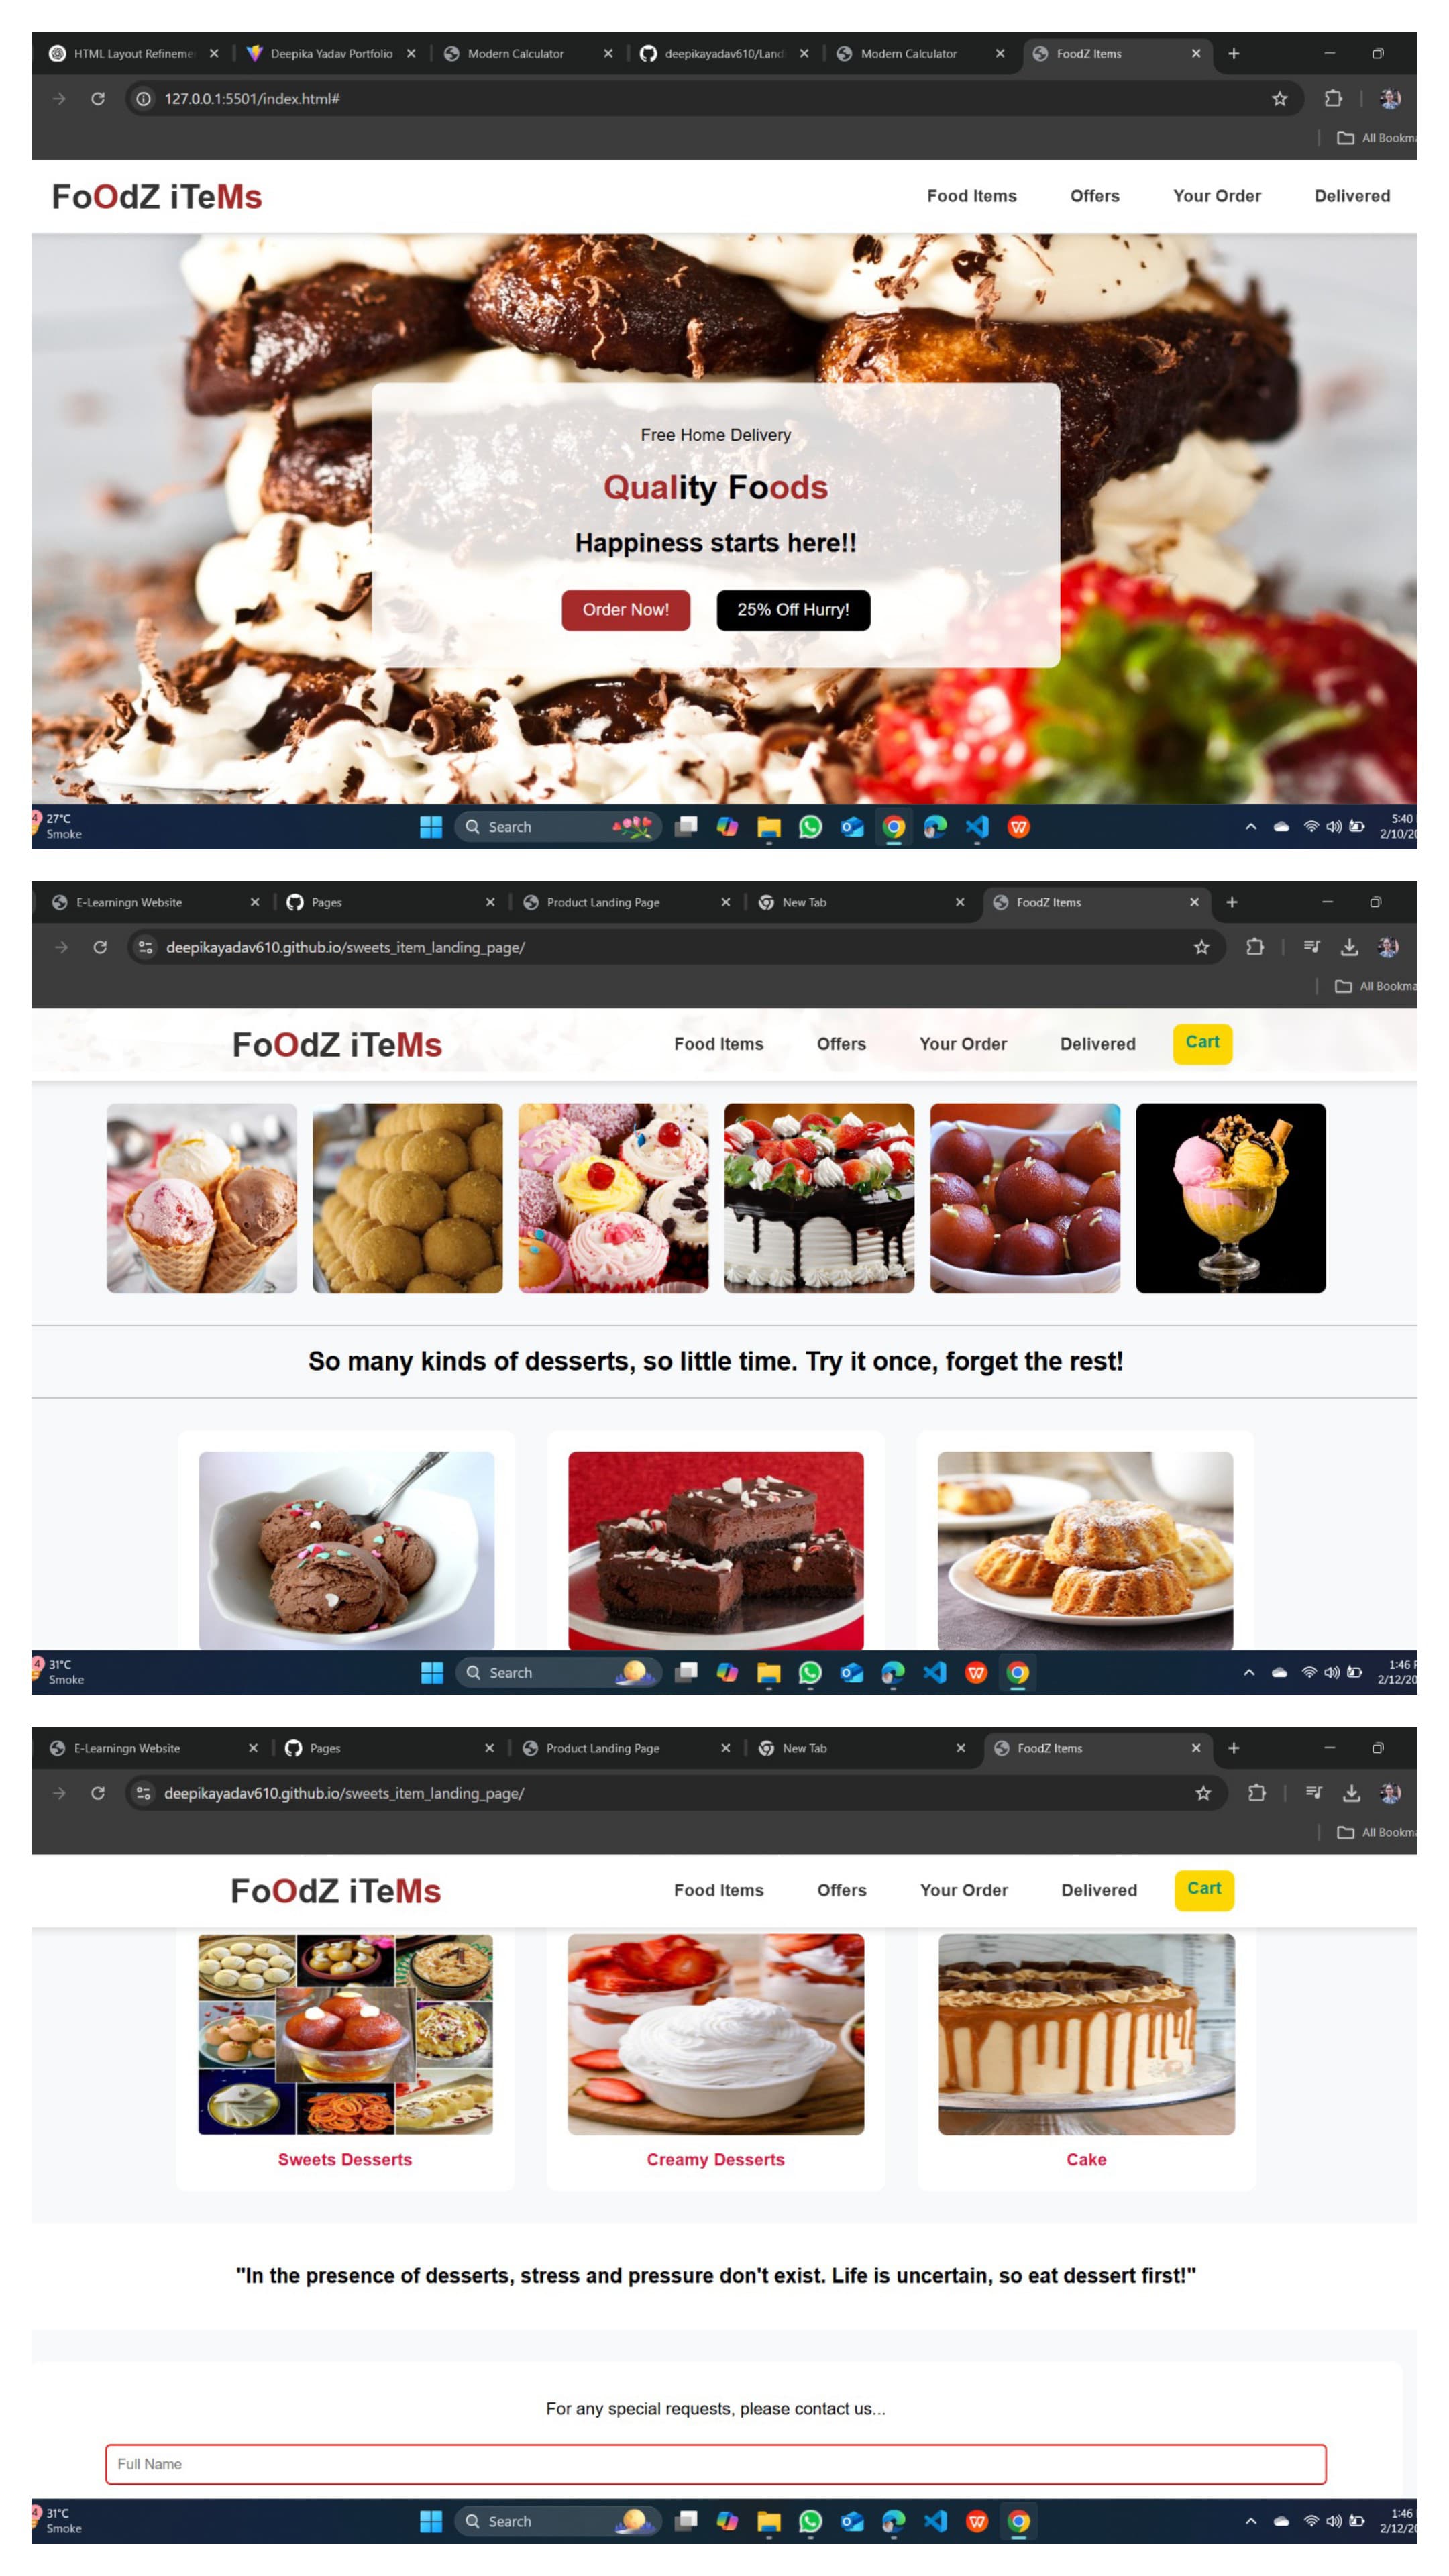 HTML Layout Refineme
Deepika Yadav Portfolio
Modern Calculator
deepikayadav610/Land
Modern Calculator
FoodZ Items
127.0.0.1:5501/index.html#
All Bookma
FoOdZ iTeMs
Food Items
Offers
Your Order
Delivered
Free Home Delivery
Quality Foods
Happiness starts here!!
Order Now!
25% Off Hurry!
4
27°C
Smoke
Search
5:40
2/10/20
E-Learningn Website
Pages
Product Landing Page
New Tab
FoodZ Items
deepikayadav610.github.io/sweets_item_landing_page/
All Bookma
FoOdZ iTeMs
Food Items
Offers
Your Order
Delivered
Cart
So many kinds of desserts, so little time. Try it once, forget the rest!
4
31°C
Smoke
Search
1:46 P
2/12/20
E-Learningn Website
Pages
Product Landing Page
New Tab
FoodZ Items
deepikayadav610.github.io/sweets_item_landing_page/
All Bookma
FoOdZ iTeMs
Food Items
Offers
Your Order
Delivered
Cart
Sweets Desserts
Creamy Desserts
Cake
"In the presence of desserts, stress and pressure don't exist. Life is uncertain, so eat dessert first!"
For any special requests, please contact us...
Full Name
4
31°C
Smoke
Search
1:46
2/12/20